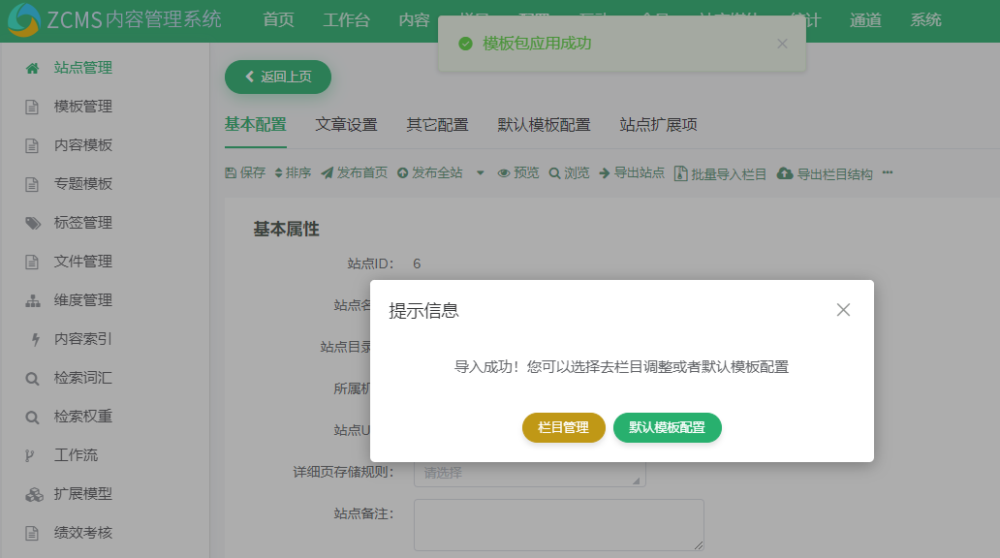 ZCMS内容管理系统 首页 工作台 内容 统计 通道 系统
模板包应用成功
站点管理
模板管理
内容模板
专题模板
标签管理
文件管理
维度管理
内容索引
检索词汇
检索权重
工作流
扩展模型
绩效考核
返回上页
基本配置 文章设置 其它配置 默认模板配置 站点扩展项
保存 排序 发布首页 发布全站 预览 浏览 导出站点 批量导入栏目 导出栏目结构
基本属性
站点ID: 6
站点名
站点目录
所属机
站点U
详细页存储规则: 请选择
站点备注:
提示信息
导入成功！您可以选择去栏目调整或者默认模板配置
栏目管理 默认模板配置